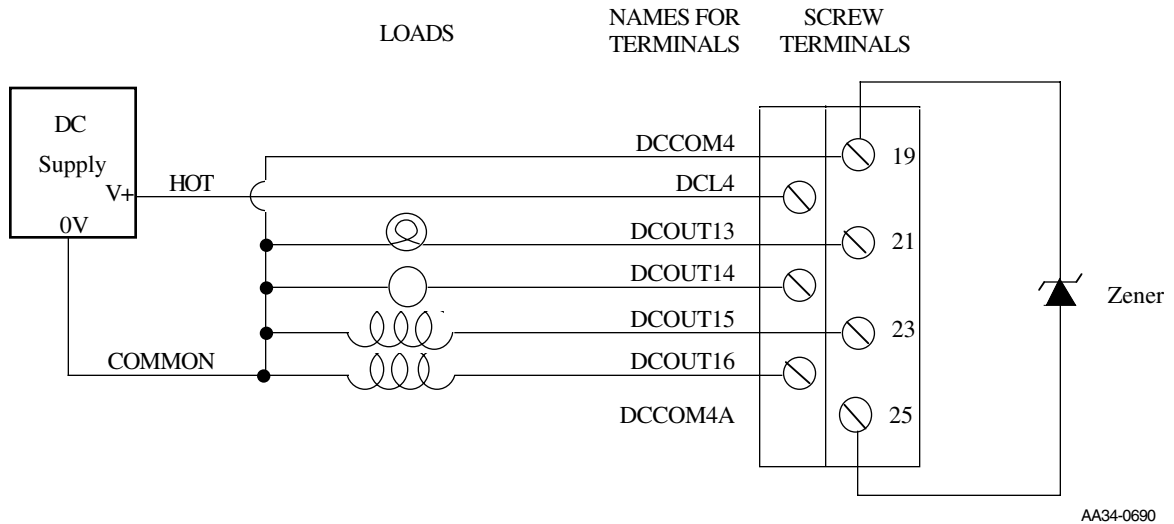 LOADS
NAMES FOR
TERMINALS
SCREW
TERMINALS
DC
Supply
V+
0V
HOT
COMMON
DCCOM4
19
DCL4
DCOUT13
21
DCOUT14
DCOUT15
23
DCOUT16
DCCOM4A
25
Zener
AA34-0690